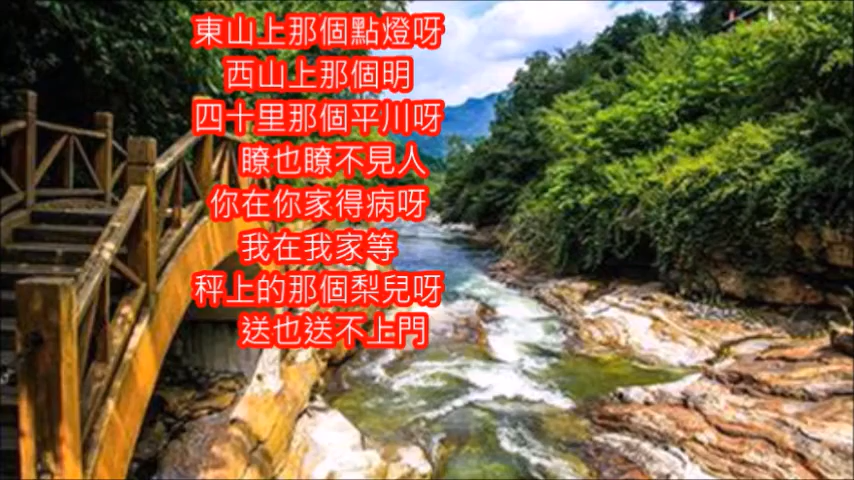 東山上那個點燈呀
西山上那個明
四十里那個平川呀
瞭也瞭不見人
你在你家得病呀
我在我家等
秤上的那個梨兒呀
送也送不上門